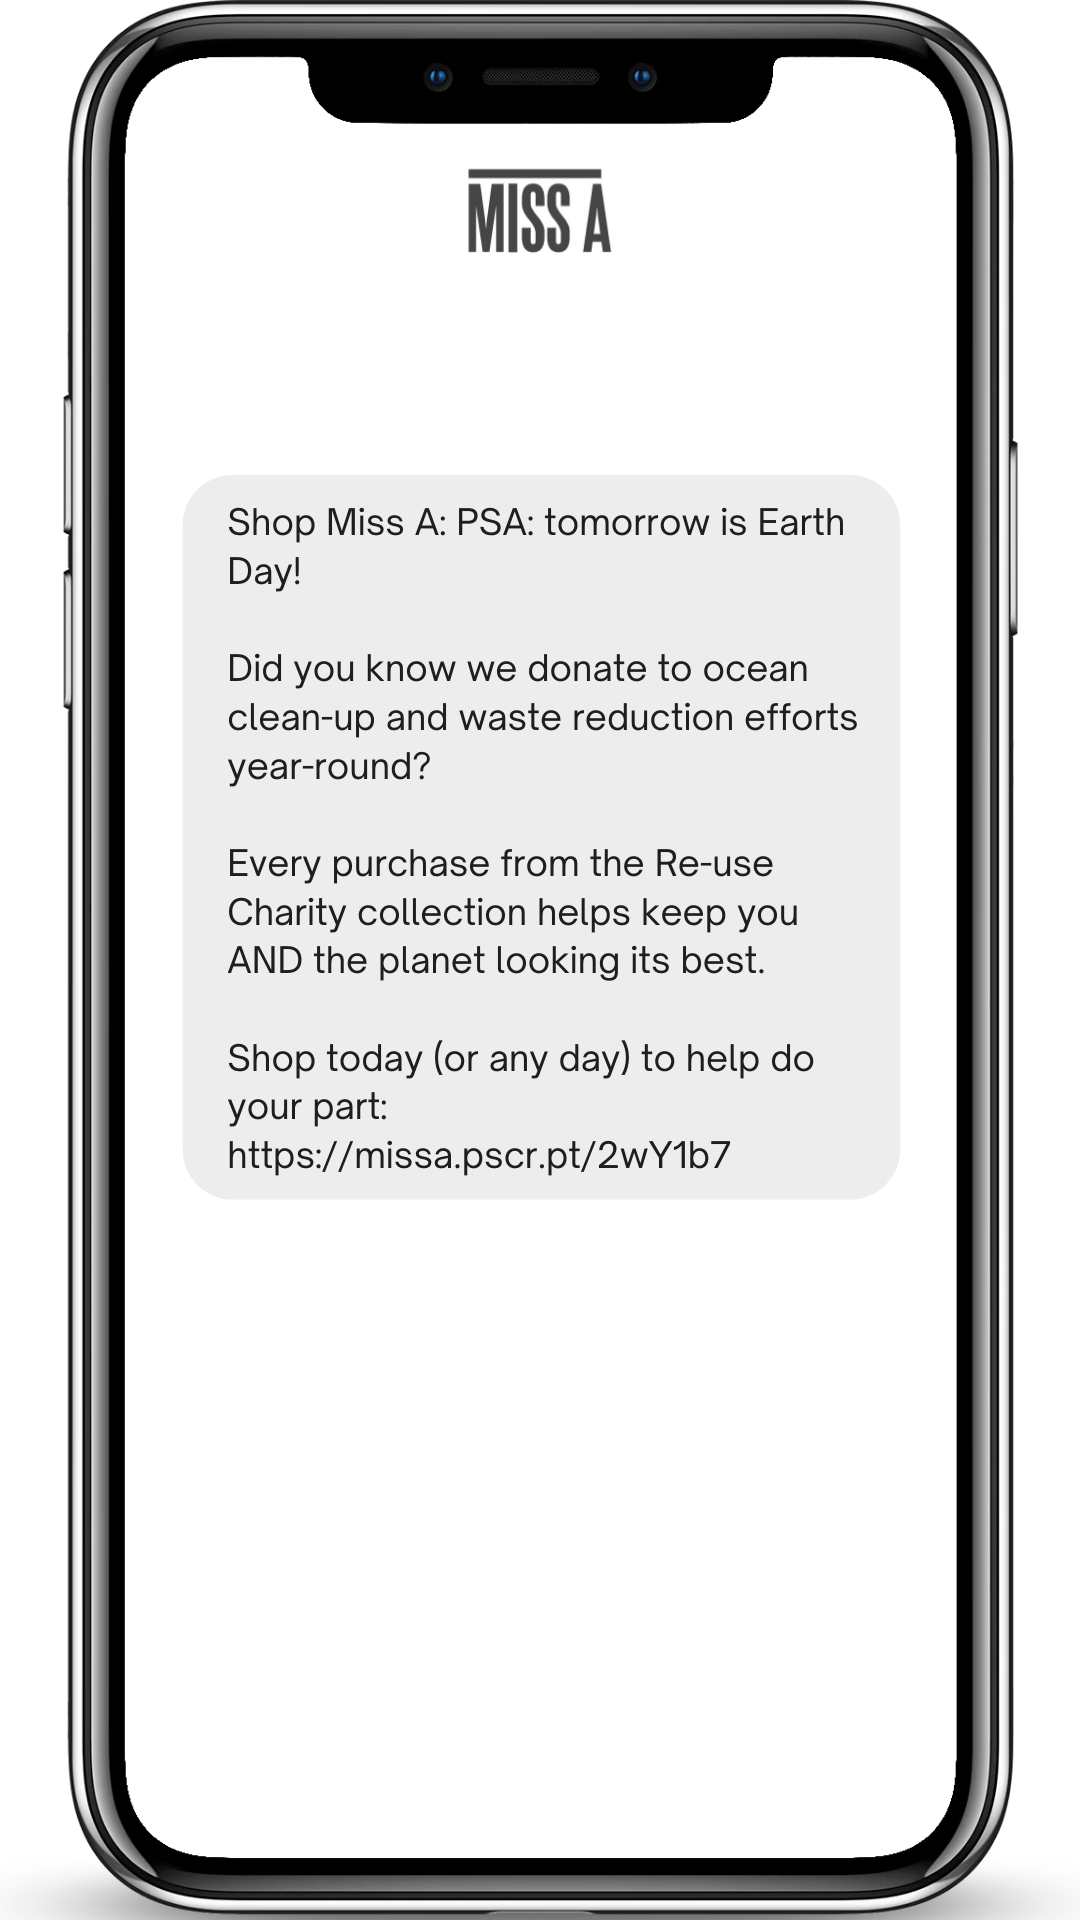 MISS A
Shop Miss A: PSA: tomorrow is Earth
Day!
Did you know we donate to ocean
clean-up and waste reduction efforts
year-round?
Every purchase from the Re-use
Charity collection helps keep you
AND the planet looking its best.
Shop today (or any day) to help do
your part:
https://missa.pscr.pt/2wY1b7